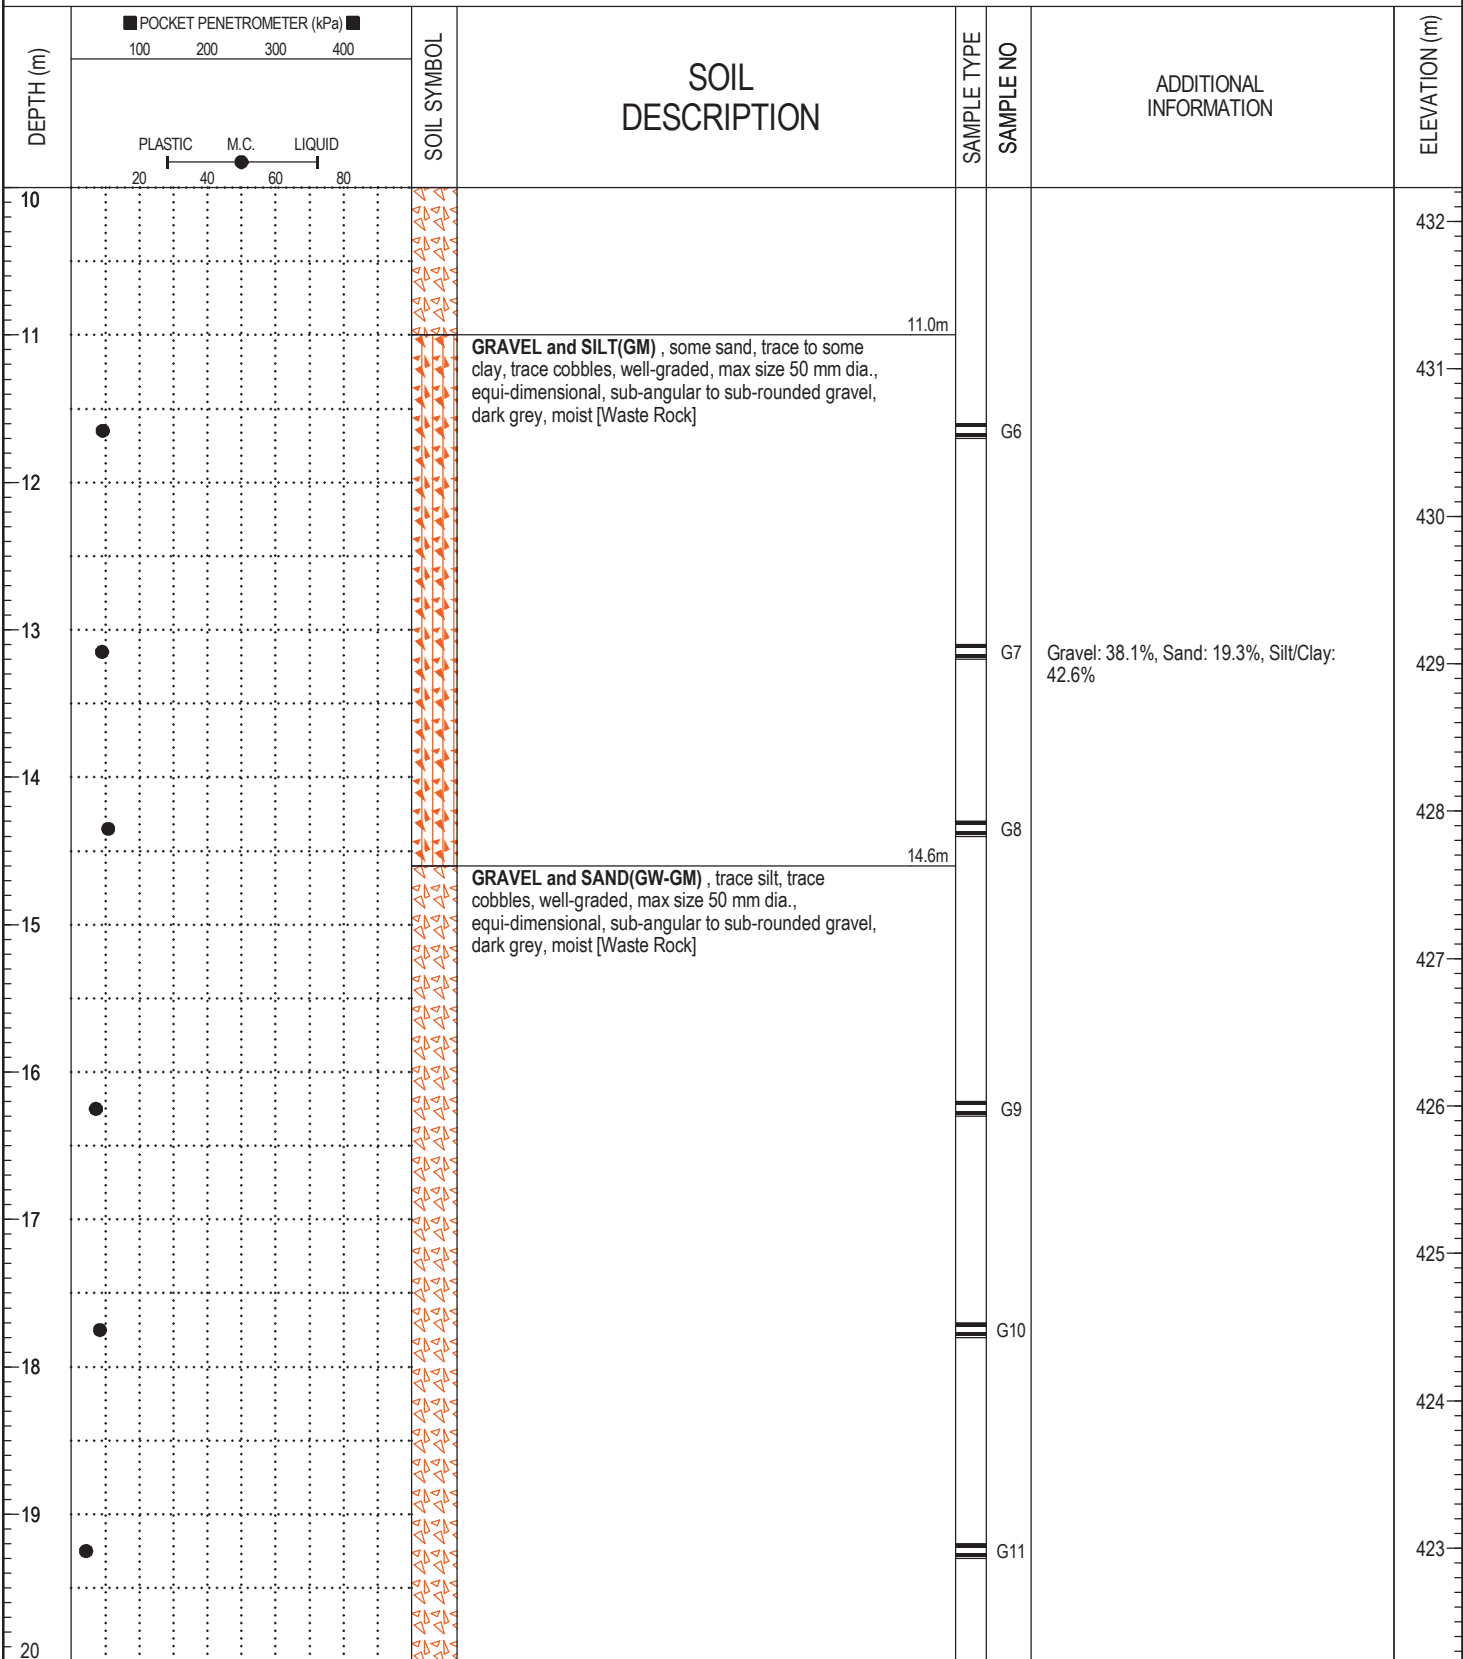 ■ POCKET PENETROMETER (kPa) ■
100 200 300 400
DEPTH (m)
PLASTIC M.C. LIQUID
20 40 60 80
SOIL SYMBOL
SOIL
DESCRIPTION
SAMPLE TYPE
SAMPLE NO
ADDITIONAL
INFORMATION
ELEVATION (m)
10
432
11.0m
11
GRAVEL and SILT(GM) , some sand, trace to some
clay, trace cobbles, well-graded, max size 50 mm dia.,
equi-dimensional, sub-angular to sub-rounded gravel,
dark grey, moist [Waste Rock]
431
G6
12
430
13
G7
Gravel: 38.1%, Sand: 19.3%, Silt/Clay:
42.6%
429
14
428
G8
14.6m
GRAVEL and SAND(GW-GM) , trace silt, trace
cobbles, well-graded, max size 50 mm dia.,
equi-dimensional, sub-angular to sub-rounded gravel,
dark grey, moist [Waste Rock]
15
427
16
G9
426
17
425
G10
18
424
19
G11
423
20